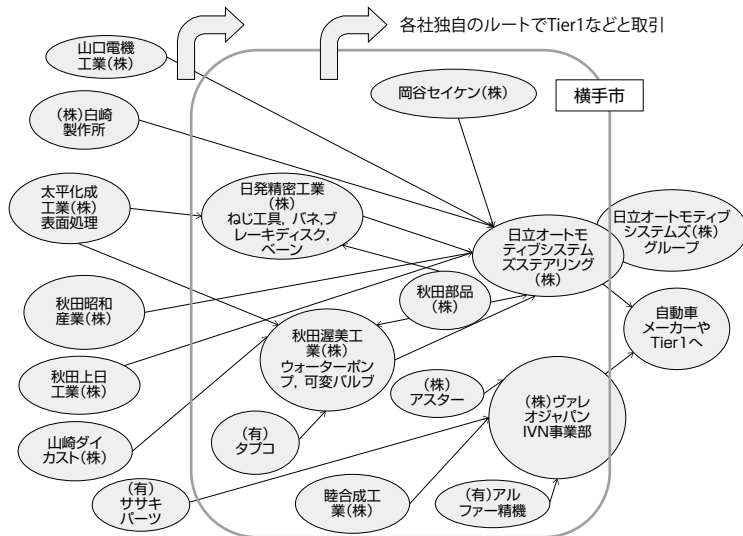 各社独自のルートでTier1などと取引
山口電機
工業(株)
岡谷セイケン(株)
横手市
(株)白崎
製作所
太平化成
工業(株)
表面処理
日発精密工業
(株)
ねじ工具, バネ,ブ
レーキディスク,
ベーン
日立オートモ
ティブシステム
ズステアリング
(株)
日立オートモティブ
システムズ(株)
グループ
秋田部品
(株)
秋田昭和
産業(株)
自動車
メーカーや
Tier1へ
秋田渥美工
業(株)
ウォーターポン
プ, 可変バルブ
秋田上日
工業(株)
(株)
アスター
(株)ヴァレ
オジャパン
IVN事業部
山崎ダイ
カスト(株)
(有)
タプコ
(有)
ササキ
パーツ
睦合成工
業(株)
(有)アル
ファー精機